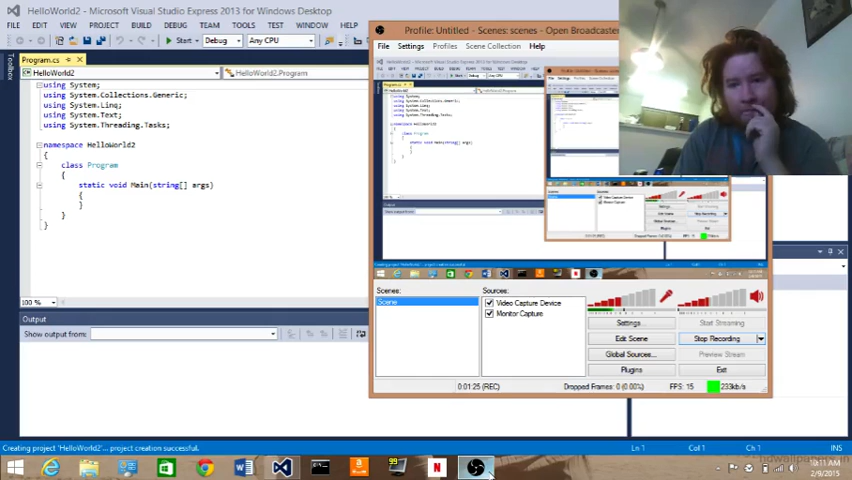 HelloWorld2 - Microsoft Visual Studio Express 2013 for Windows Desktop
FILE EDIT VIEW PROJECT BUILD DEBUG TEAM TOOLS TEST WINDOW HELP
Start Debug Any CPU
Toolbox
Program.cs
HelloWorld2 HelloWorld2.Program
using System;
using System.Collections.Generic;
using System.Linq;
using System.Text;
using System.Threading.Tasks;
namespace HelloWorld2
{
class Program
{
static void Main(string[] args)
{
}
}
}
100 %
Output
Show output from:
Profile: Untitled - Scenes: scenes - Open Broadcaster
File Settings Profiles Scene Collection Help
Scenes:
Scene
Sources:
Video Capture Device
Monitor Capture
Settings...
Start Streaming
Edit Scene
Stop Recording
Global Sources...
Preview Stream
Plugins
Exit
0:01:25 (REC)
Dropped Frames: 0 (0.00%)
FPS: 15
233kb/s
Creating project 'HelloWorld2'... project creation successful.
Ln 1 Col 1 Ch 1 INS
99
N
10:11 AM
2/9/2015